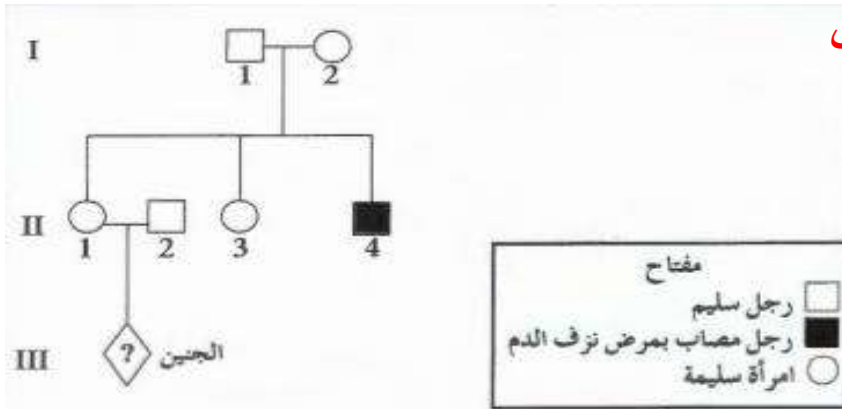 I
1 2
II
1 2 3 4
III
? الجنين
مفتاح
رجل سليم
رجل مصاب بمرض نزف الدم
امرأة سليمة